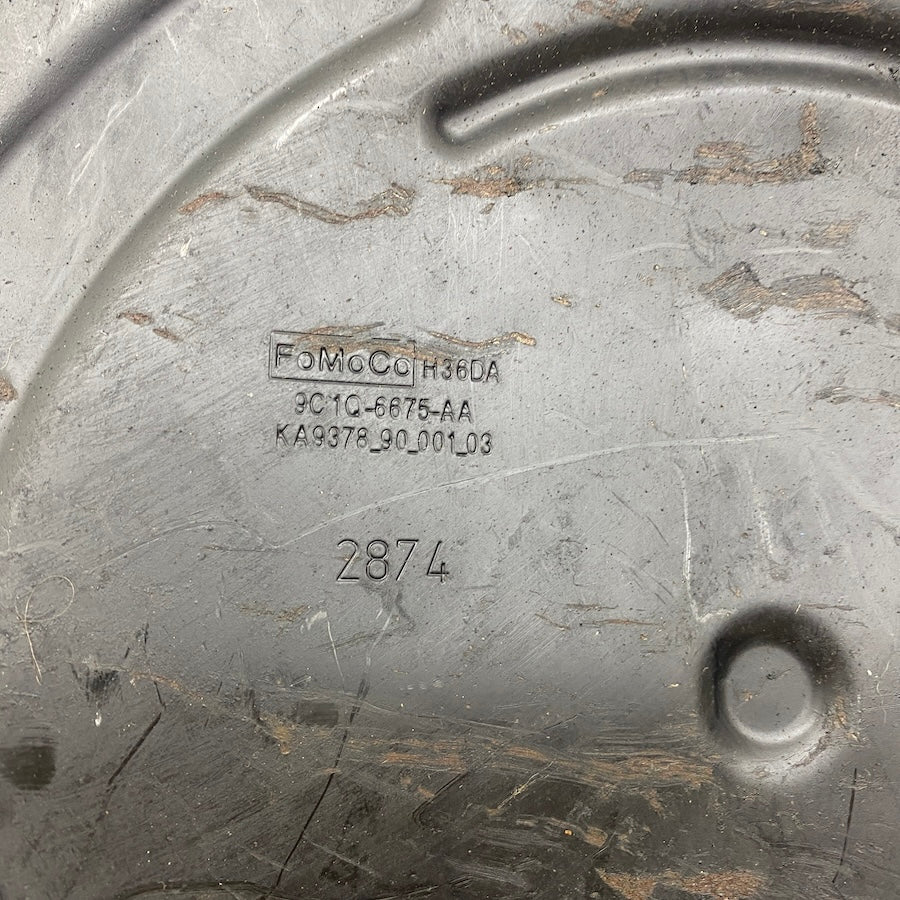 FoMoCo H36DA
9C1Q-6675-AA
KA9378_90_001_03
2874